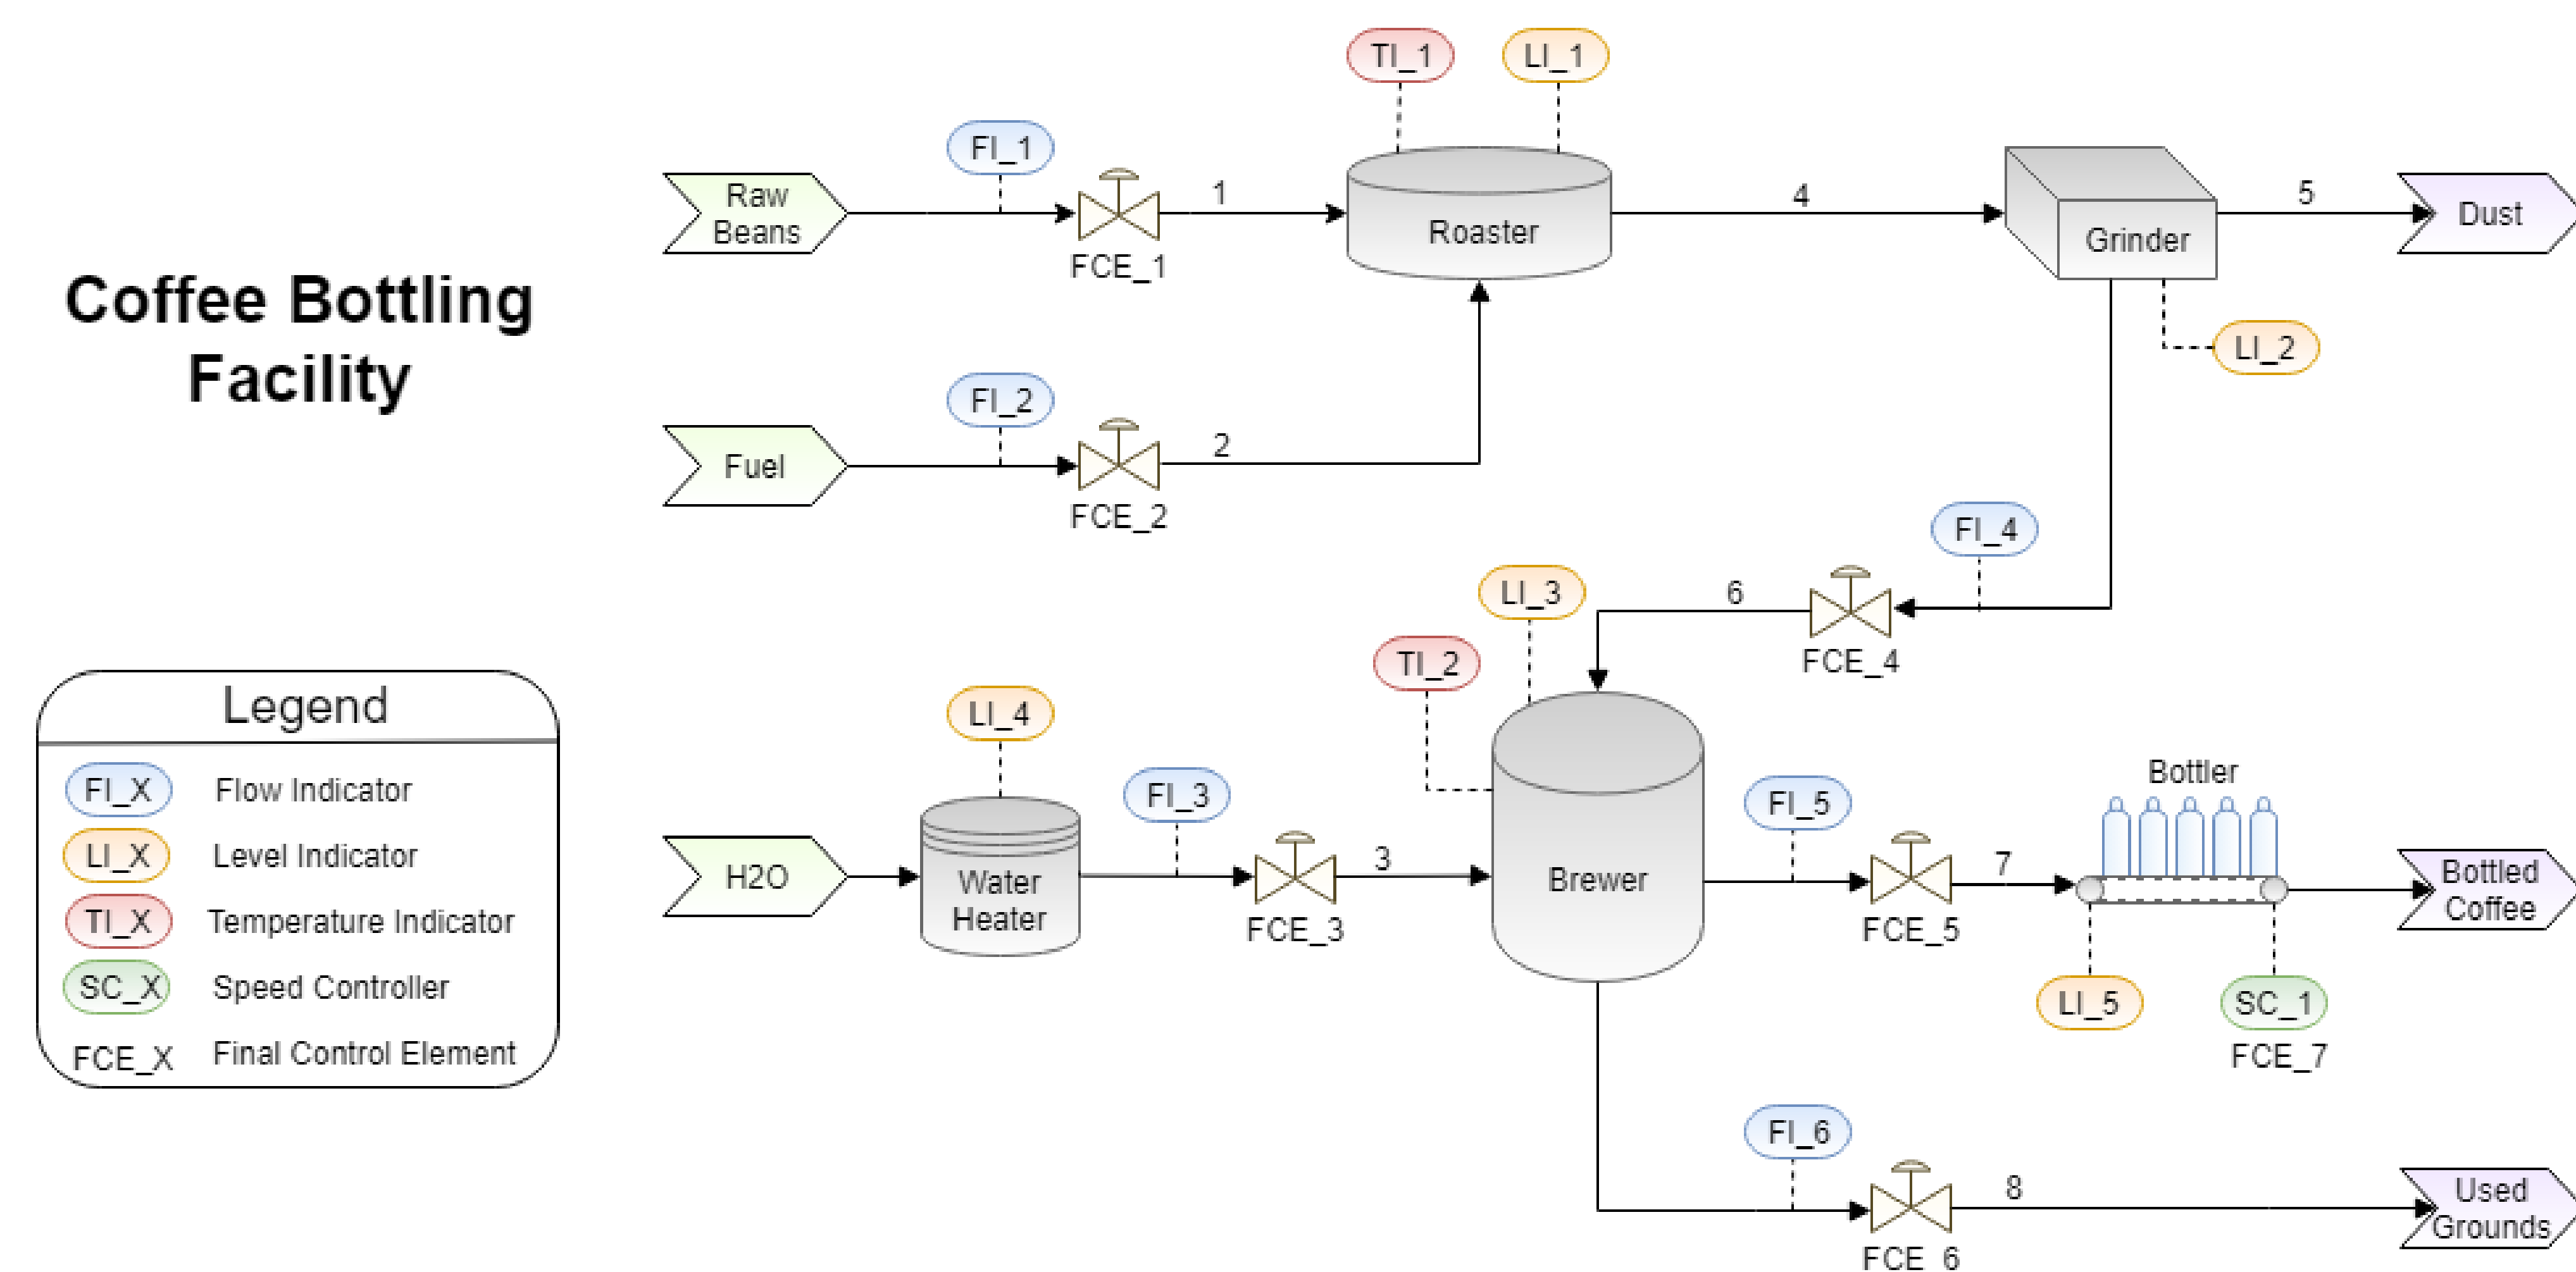 Coffee Bottling
Facility
TI_1
LI_1
FI_1
Raw
Beans
FCE_1
1
Roaster
4
Grinder
5
Dust
LI_2
FI_2
Fuel
FCE_2
2
FI_4
FCE_4
6
LI_3
TI_2
LI_4
H2O
Water
Heater
FI_3
FCE_3
3
Brewer
FI_5
FCE_5
7
Bottler
Bottled
Coffee
LI_5
SC_1
FCE_7
FI_6
FCE_6
8
Used
Grounds
Legend
FI_X Flow Indicator
LI_X Level Indicator
TI_X Temperature Indicator
SC_X Speed Controller
FCE_X Final Control Element